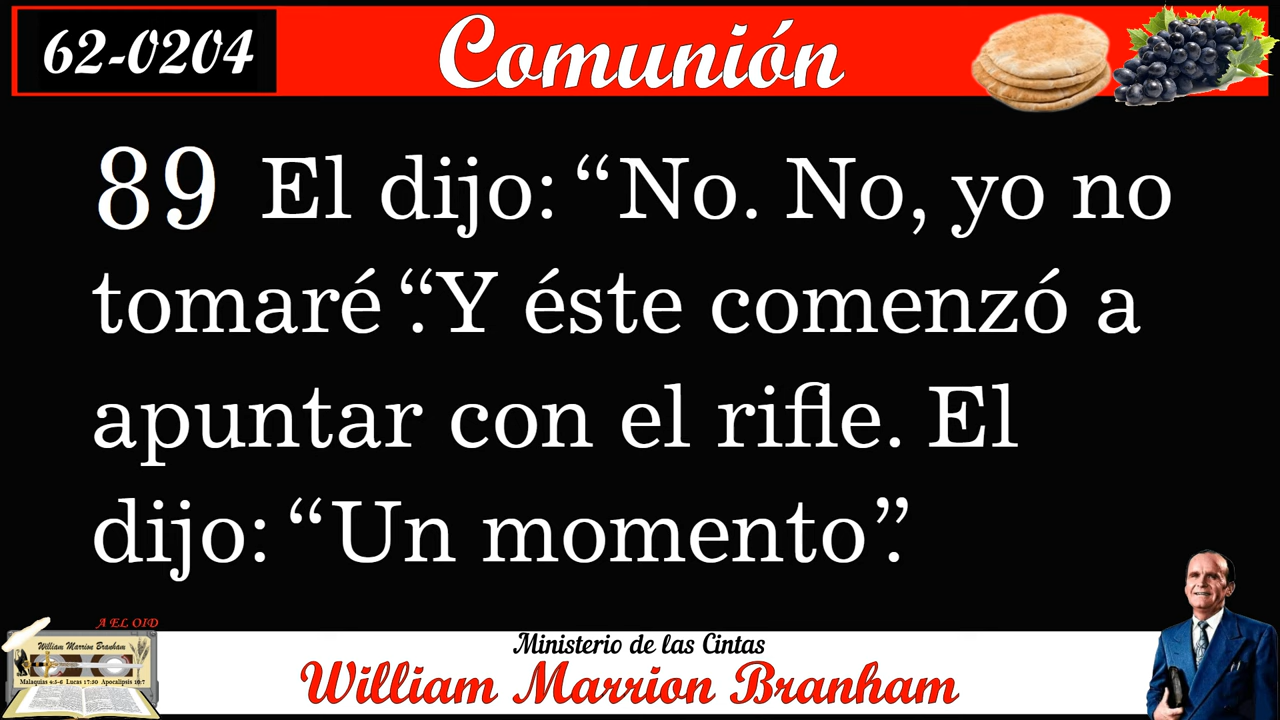 62-0204
Comunión
89 El dijo: “No. No, yo no
tomaré“.Y éste comenzó a
apuntar con el rifle. El
dijo: “Un momento”.
A EL OID
William Marrion Branham
Malaquias 4:5-6 Lucas 17:30 Apocalipsis 10:7
Ministerio de las Cintas
William Marrion Branham